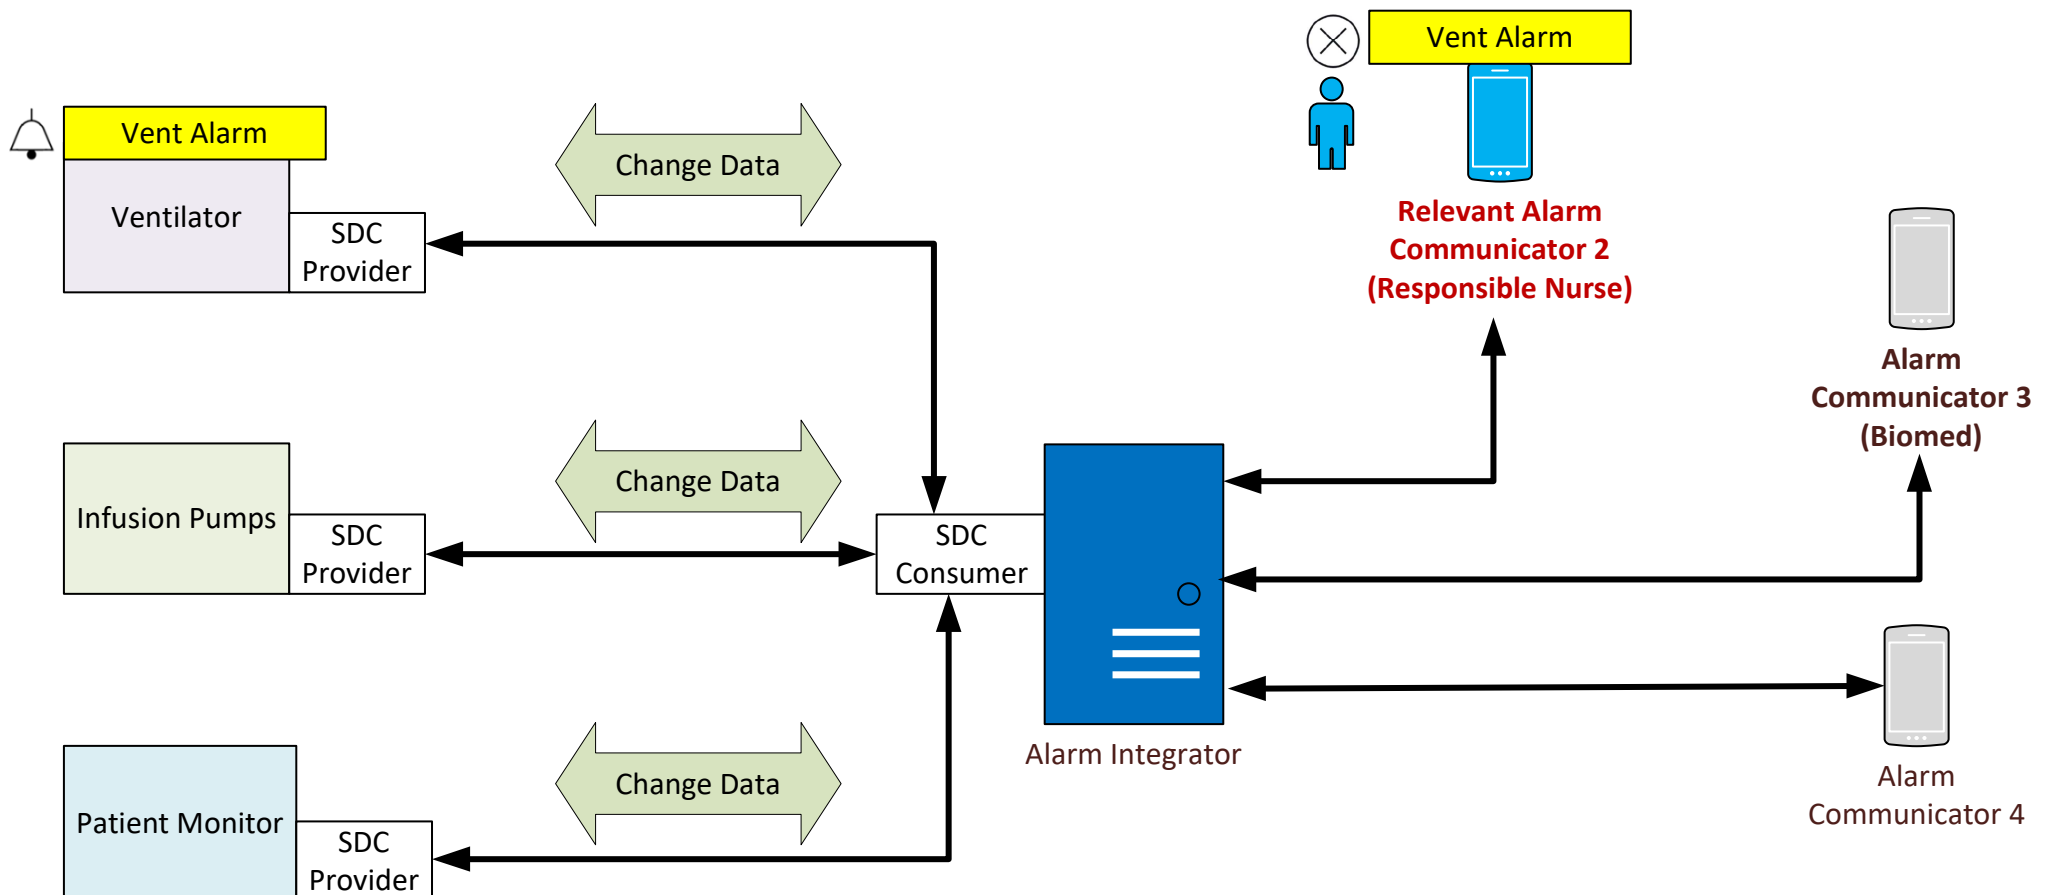 Vent Alarm
Vent Alarm
Change Data
Ventilator
SDC
Provider
Relevant Alarm
Communicator 2
(Responsible Nurse)
Alarm
Communicator 3
(Biomed)
Change Data
Infusion Pumps
SDC
Provider
SDC
Consumer
Alarm Integrator
Change Data
Patient Monitor
SDC
Provider
Alarm
Communicator 4